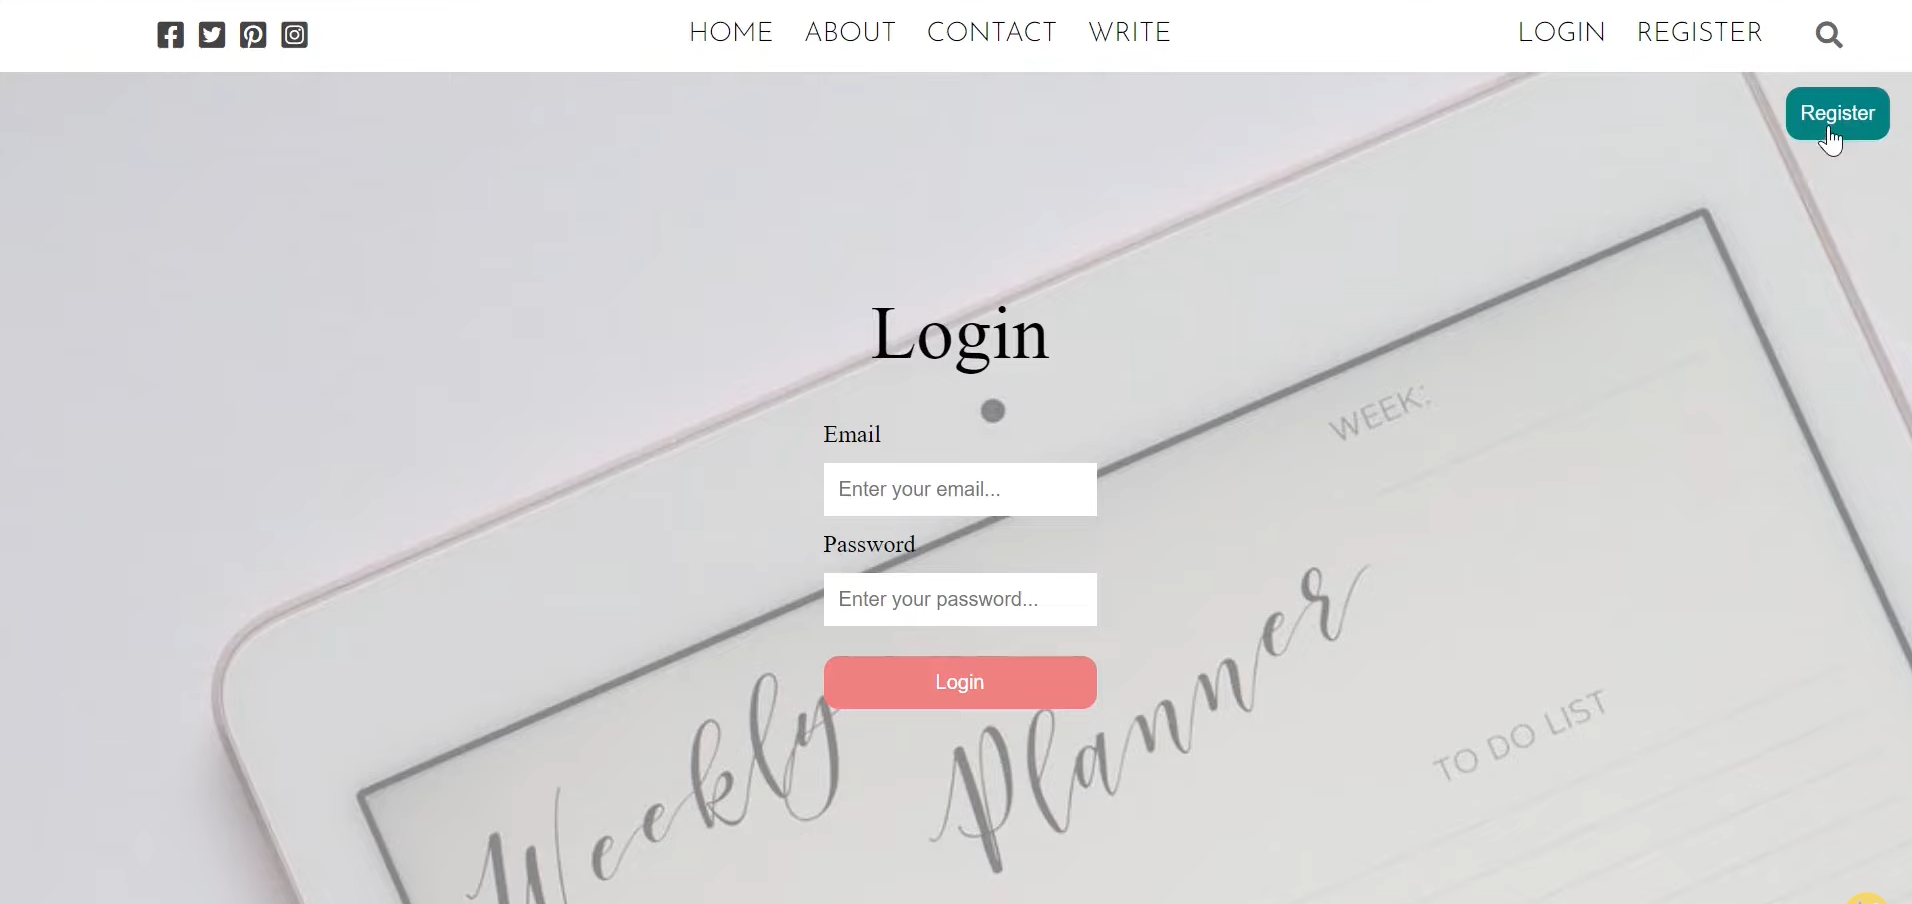 HOME ABOUT CONTACT WRITE LOGIN REGISTER
Register
Login
WEEK:
Email
Enter your email...
Password
Enter your password...
Login
Weekly Planner
TO DO LIST